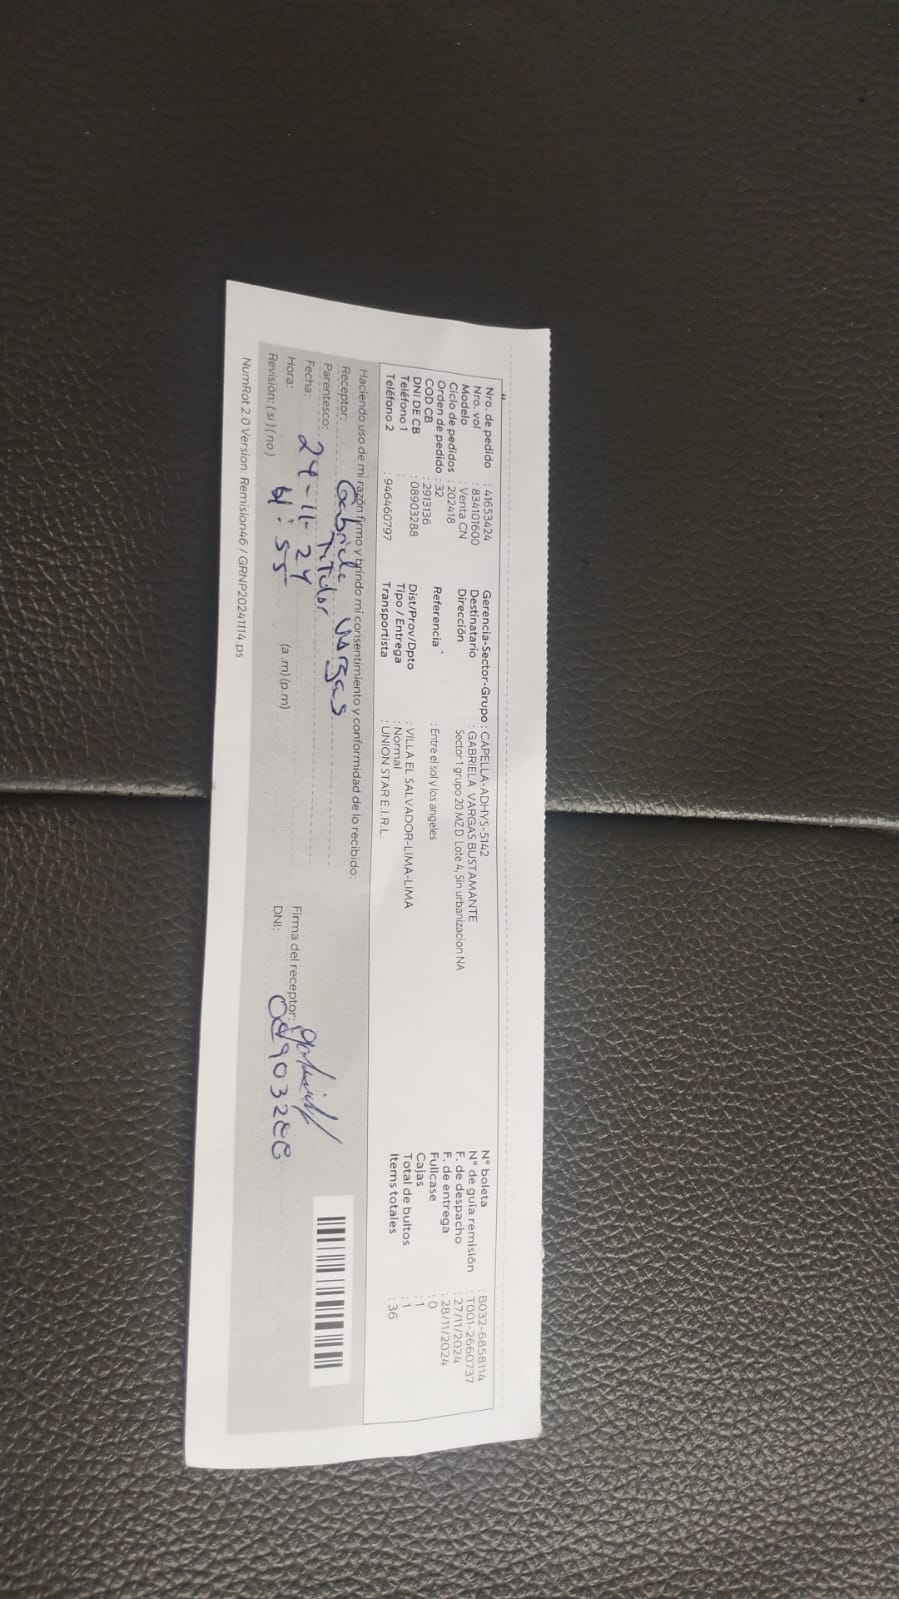 Nro. de pedido : 41653424
Nro. vol : 834101600
Modelo : Venta CN
Ciclo de pedidos : 202418
Orden de pedido : 32
COD CB : 2913136
DNI DE CB : 08903288
Teléfono 1 :
Teléfono 2 : 946460797
Gerencia-Sector-Grupo : CAPELLA-ADHYS-5142
Destinatario : GABRIELA VARGAS BUSTAMANTE
Dirección Sector 1 grupo 20 MZ D Lote 4, Sin urbanizacion NA
Referencia : Entre el sol y los angeles
Dist/Prov/Dpto : VILLA EL SALVADOR-LIMA-LIMA
Tipo / Entrega : Normal
Transportista : UNION STAR E.I.R.L.
N° boleta : B032-6858114
N° de guía remisión : T001-2660737
F. de despacho : 27/11/2024
F. de entrega : 28/11/2024
Fullcase : 0
Cajas : 1
Total de bultos : 1
Items totales : 36
Haciendo uso de mi razón firmo y brindo mi consentimiento y conformidad de lo recibido:
Receptor: Gabriela Vargas
Parentesco: Titular
Fecha: 29-11-24
Hora: :55 (a.m)(p.m)
Revisión: (si)(no)
Firma del receptor:
DNI: 08903288
NumRot 2.0 Version: Remision46 / GRNP20241114.ps